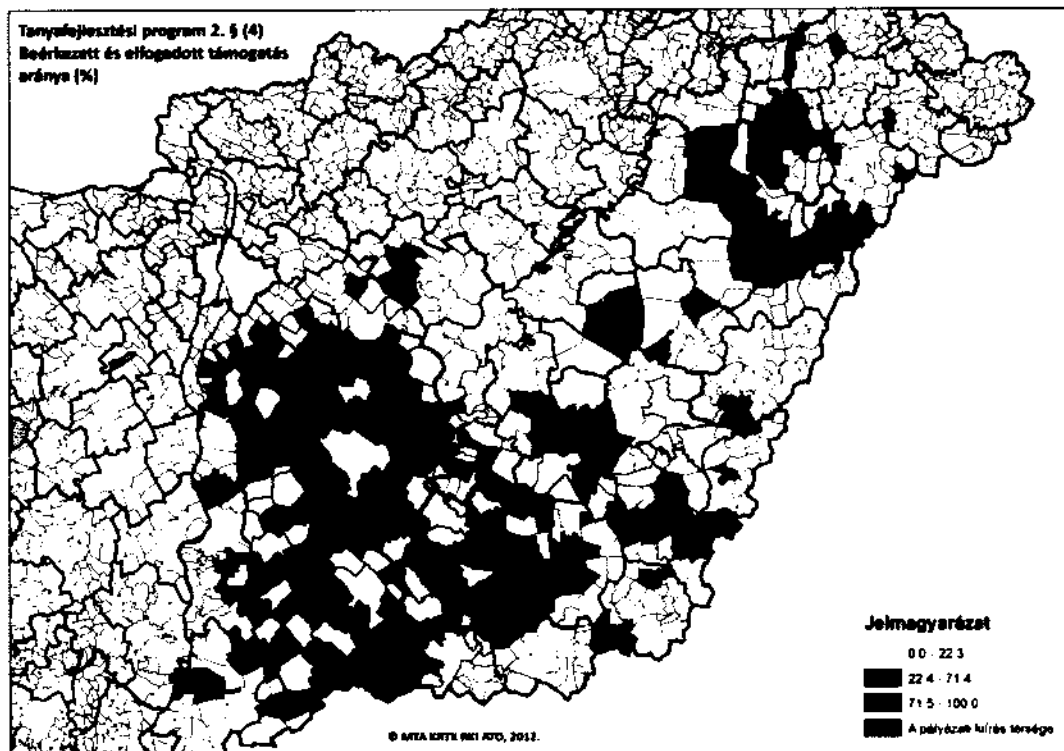 Tanyafejlesztési program 2. § (4)
Beérkezett és elfogadott támogatás
aránya (%)
Jelmagyarázat
0.0 - 22.3
22.4 - 71.4
71.5 - 100.0
A pályázati kiírás térsége
© MTA KRTK RKI ATO, 2012.